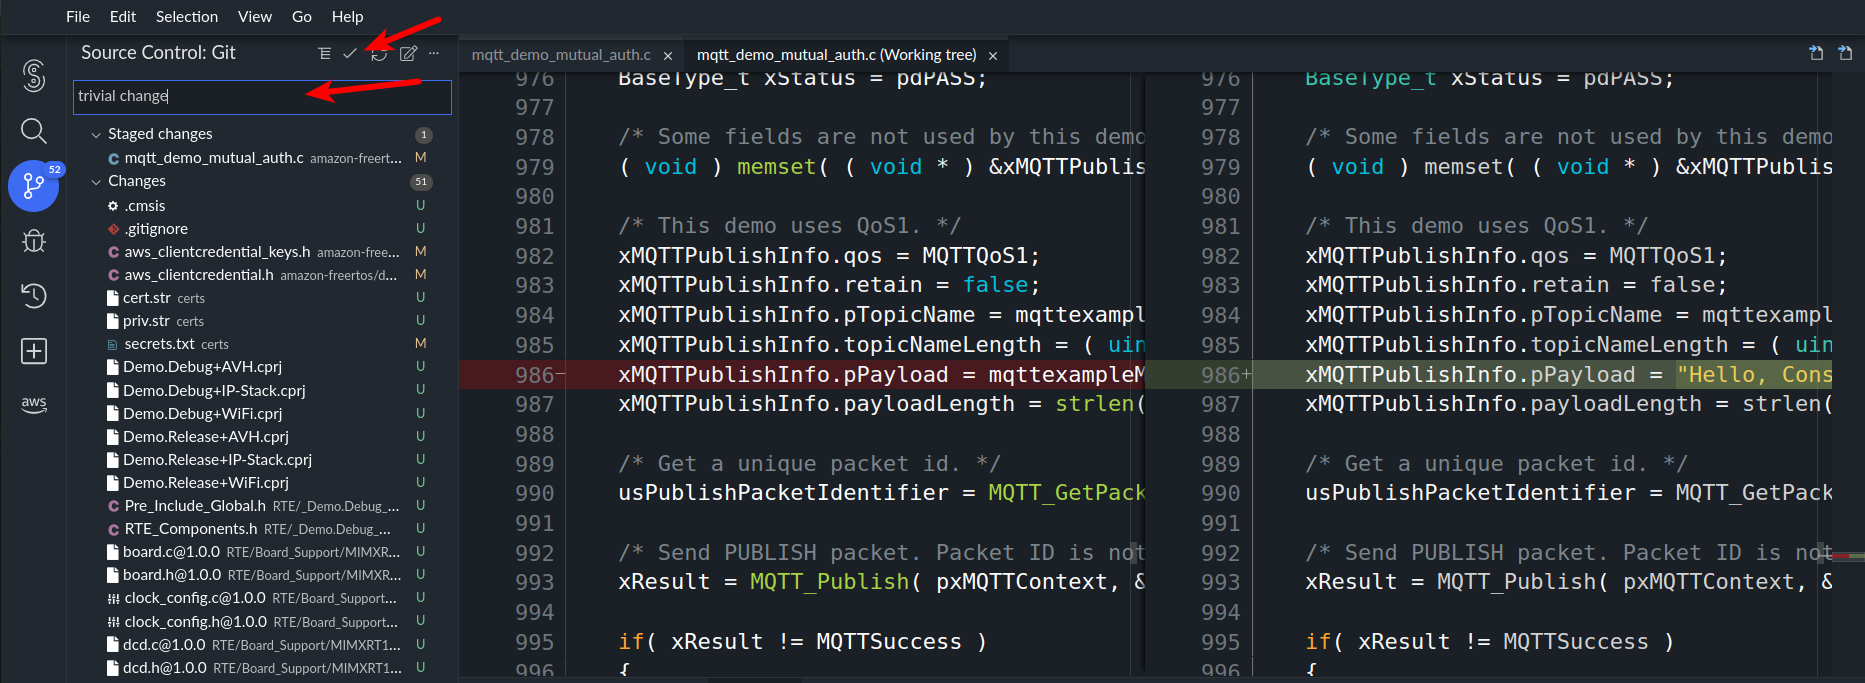 File Edit Selection View Go Help
Source Control: Git
trivial change
Staged changes 1
mqtt_demo_mutual_auth.c amazon-freert... M
Changes 51
.cmsis U
.gitignore U
aws_clientcredential_keys.h amazon-free... M
aws_clientcredential.h amazon-freertos/d... M
cert.str certs U
priv.str certs U
secrets.txt certs M
Demo.Debug+AVH.cprj U
Demo.Debug+IP-Stack.cprj U
Demo.Debug+WiFi.cprj U
Demo.Release+AVH.cprj U
Demo.Release+IP-Stack.cprj U
Demo.Release+WiFi.cprj U
Pre_Include_Global.h RTE/_Demo.Debug_... U
RTE_Components.h RTE/_Demo.Debug_... U
board.c@1.0.0 RTE/Board_Support/MIMXR... U
board.h@1.0.0 RTE/Board_Support/MIMXR... U
clock_config.c@1.0.0 RTE/Board_Support... U
clock_config.h@1.0.0 RTE/Board_Support... U
dcd.c@1.0.0 RTE/Board_Support/MIMXRT1... U
dcd.h@1.0.0 RTE/Board_Support/MIMXRT1... U
52
aws
mqtt_demo_mutual_auth.c × mqtt_demo_mutual_auth.c (Working tree) ×
976 BaseType_t xStatus = pdPASS;
977
978 /* Some fields are not used by this demo
979 ( void ) memset( ( void * ) &xMQTTPublis
980
981 /* This demo uses QoS1. */
982 xMQTTPublishInfo.qos = MQTTQoS1;
983 xMQTTPublishInfo.retain = false;
984 xMQTTPublishInfo.pTopicName = mqttexampl
985 xMQTTPublishInfo.topicNameLength = ( uin
986− xMQTTPublishInfo.pPayload = mqttexampleM
987 xMQTTPublishInfo.payloadLength = strlen(
988
989 /* Get a unique packet id. */
990 usPublishPacketIdentifier = MQTT_GetPack
991
992 /* Send PUBLISH packet. Packet ID is not
993 xResult = MQTT_Publish( pxMQTTContext, &
994
995 if( xResult != MQTTSuccess )
996 {
976 BaseType_t xStatus = pdPASS;
977
978 /* Some fields are not used by this demo
979 ( void ) memset( ( void * ) &xMQTTPublis
980
981 /* This demo uses QoS1. */
982 xMQTTPublishInfo.qos = MQTTQoS1;
983 xMQTTPublishInfo.retain = false;
984 xMQTTPublishInfo.pTopicName = mqttexampl
985 xMQTTPublishInfo.topicNameLength = ( uin
986+ xMQTTPublishInfo.pPayload = "Hello, Cons
987 xMQTTPublishInfo.payloadLength = strlen(
988
989 /* Get a unique packet id. */
990 usPublishPacketIdentifier = MQTT_GetPack
991
992 /* Send PUBLISH packet. Packet ID is not
993 xResult = MQTT_Publish( pxMQTTContext, &
994
995 if( xResult != MQTTSuccess )
996 {